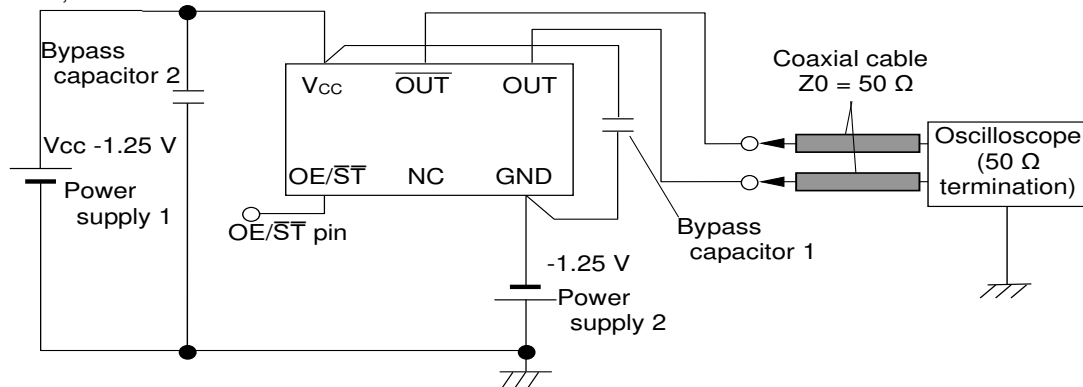 Bypass
capacitor 2
Vcc -1.25 V
Power
supply 1
VCC
OUT
OUT
OE/ST
NC
GND
OE/ST pin
-1.25 V
Power
supply 2
Bypass
capacitor 1
Coaxial cable
Z0 = 50 Ω
Oscilloscope
(50 Ω
termination)